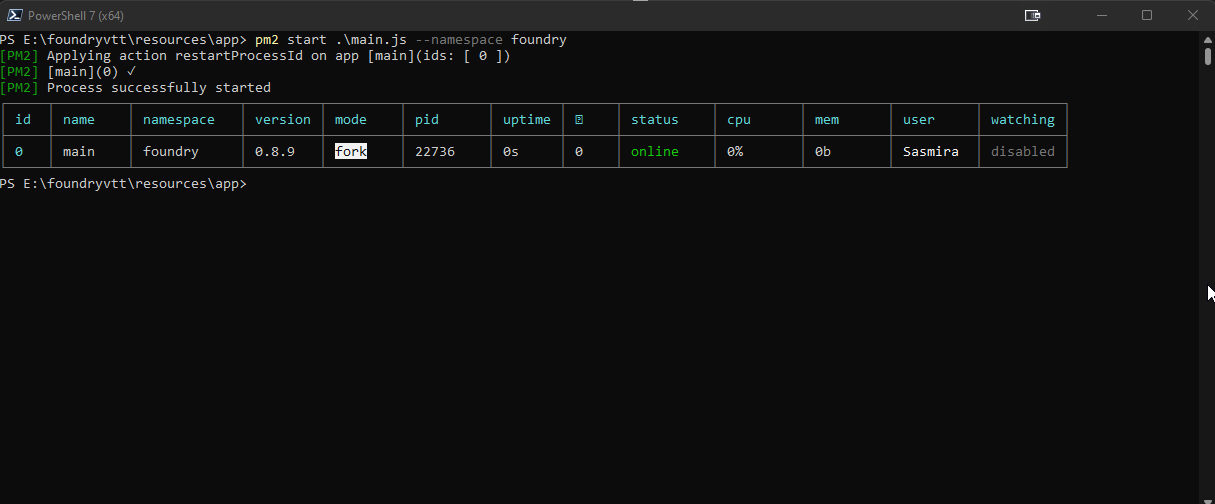 PowerShell 7 (x64)
PS E:\foundryvtt\resources\app> pm2 start .\main.js --namespace foundry
[PM2] Applying action restartProcessId on app [main](ids: [ 0 ])
[PM2] [main](0) ✓
[PM2] Process successfully started
id name namespace version mode pid uptime status cpu mem user watching
0 main foundry 0.8.9 fork 22736 0s 0 online 0% 0b Sasmira disabled
PS E:\foundryvtt\resources\app>